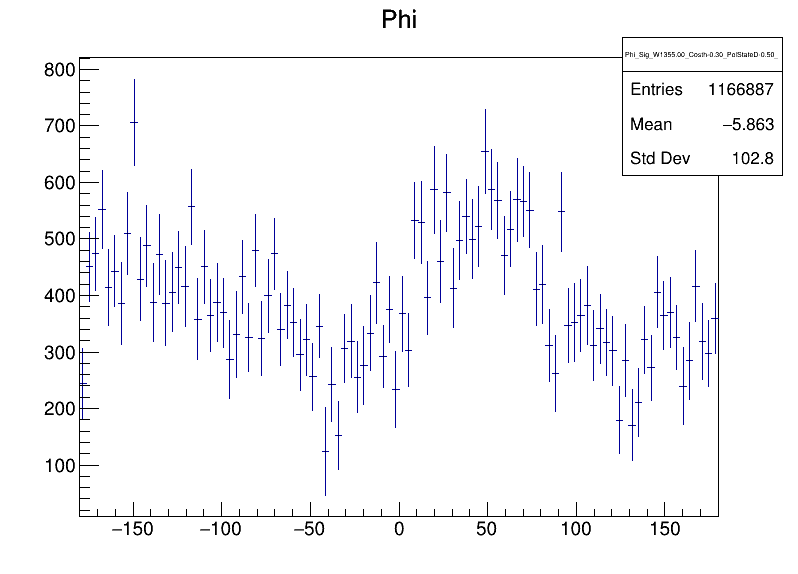 Phi
Phi_Sig_W1355.00_Costh-0.30_PolStateD-0.50_
Entries 1166887
Mean −5.863
Std Dev 102.8
800
700
600
500
400
300
200
100
−150 −100 −50 0 50 100 150